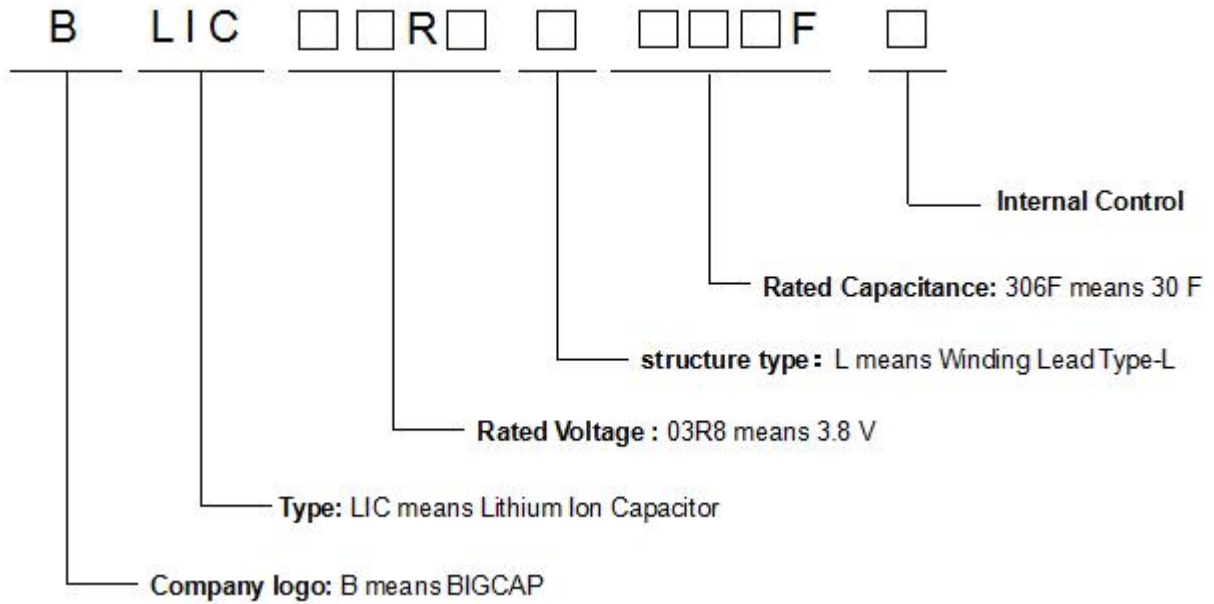 B LIC □□R□ □ □□□F □
Internal Control
Rated Capacitance: 306F means 30 F
structure type： L means Winding Lead Type-L
Rated Voltage : 03R8 means 3.8 V
Type: LIC means Lithium Ion Capacitor
Company logo: B means BIGCAP